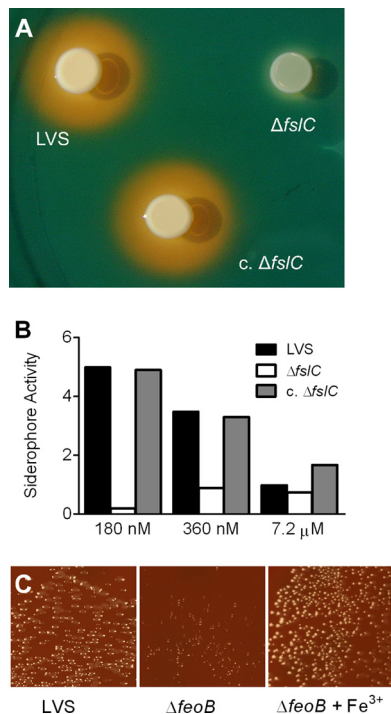 A
LVS
ΔfslC
c. ΔfslC
B
Siderophore Activity
6
4
2
0
LVS
ΔfslC
c. ΔfslC
180 nM
360 nM
7.2 μM
C
LVS
ΔfeoB
ΔfeoB + Fe³⁺